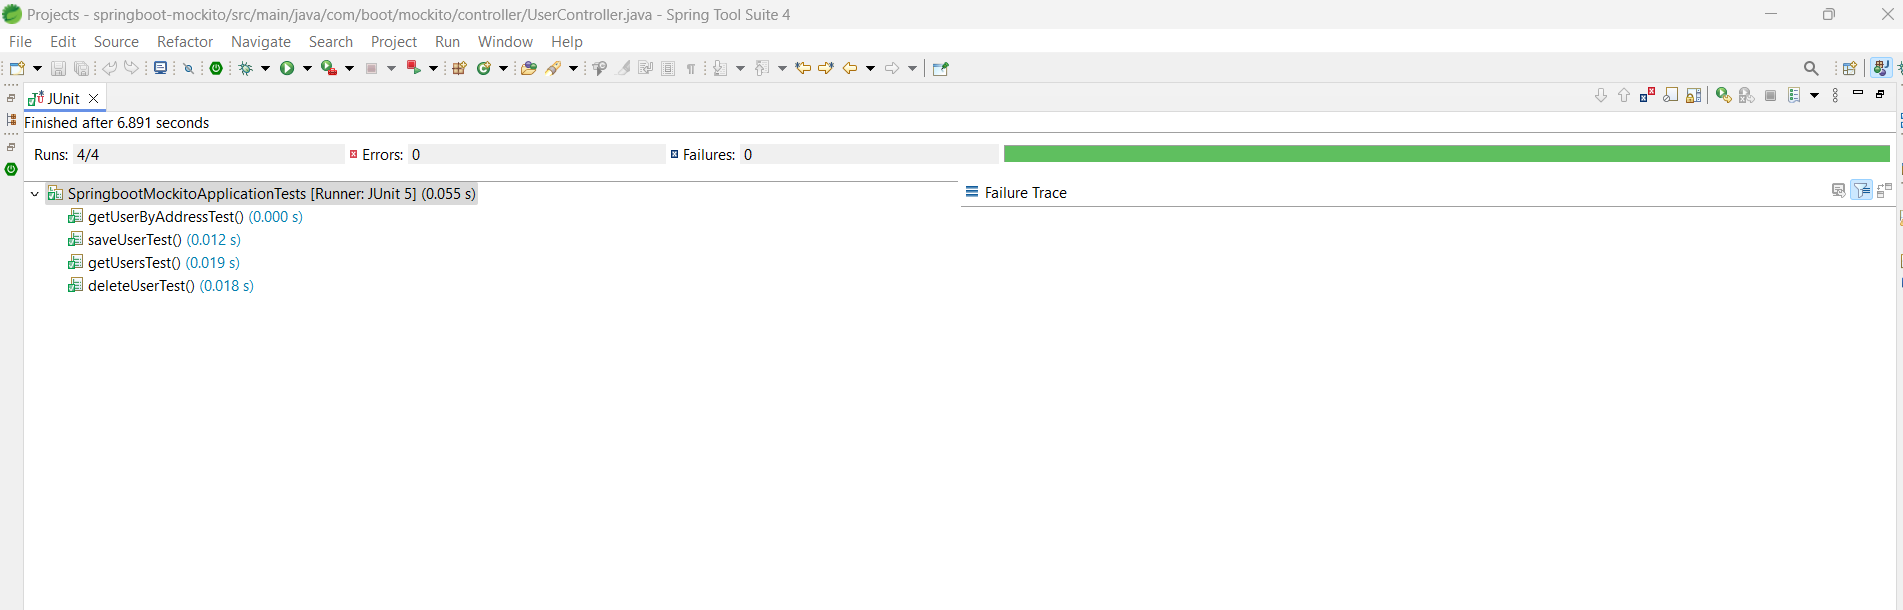 Projects - springboot-mockito/src/main/java/com/boot/mockito/controller/UserController.java - Spring Tool Suite 4
File Edit Source Refactor Navigate Search Project Run Window Help
JUnit
Finished after 6.891 seconds
Runs: 4/4 Errors: 0 Failures: 0
SpringbootMockitoApplicationTests [Runner: JUnit 5] (0.055 s)
Failure Trace
getUserByAddressTest() (0.000 s)
saveUserTest() (0.012 s)
getUsersTest() (0.019 s)
deleteUserTest() (0.018 s)